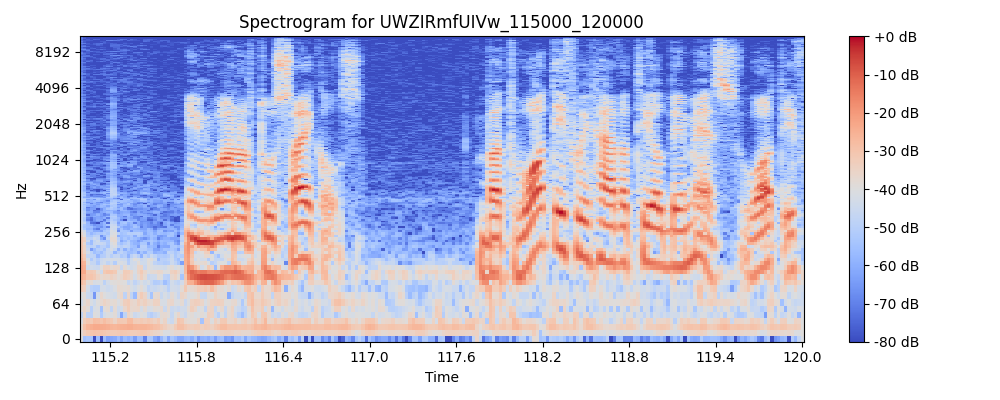 Spectrogram for UWZIRmfUIVw_115000_120000
8192
4096
2048
1024
512
256
128
64
0
Hz
115.2 115.8 116.4 117.0 117.6 118.2 118.8 119.4 120.0
Time
+0 dB
-10 dB
-20 dB
-30 dB
-40 dB
-50 dB
-60 dB
-70 dB
-80 dB